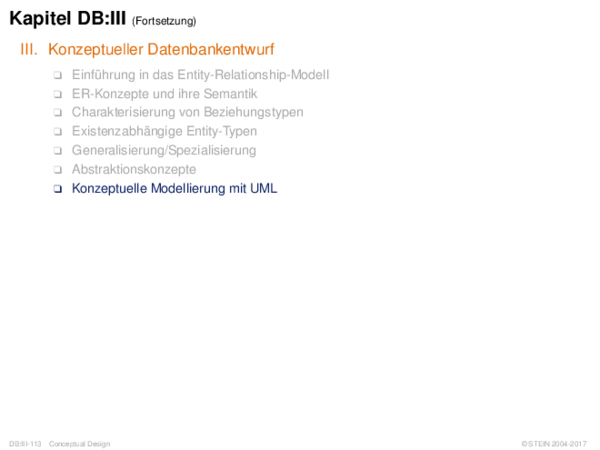 Kapitel DB:III (Fortsetzung)
III. Konzeptueller Datenbankentwurf
❑ Einführung in das Entity-Relationship-Modell
❑ ER-Konzepte und ihre Semantik
❑ Charakterisierung von Beziehungstypen
❑ Existenzabhängige Entity-Typen
❑ Generalisierung/Spezialisierung
❑ Abstraktionskonzepte
❑ Konzeptuelle Modellierung mit UML
DB:III-113 Conceptual Design © STEIN 2004-2017